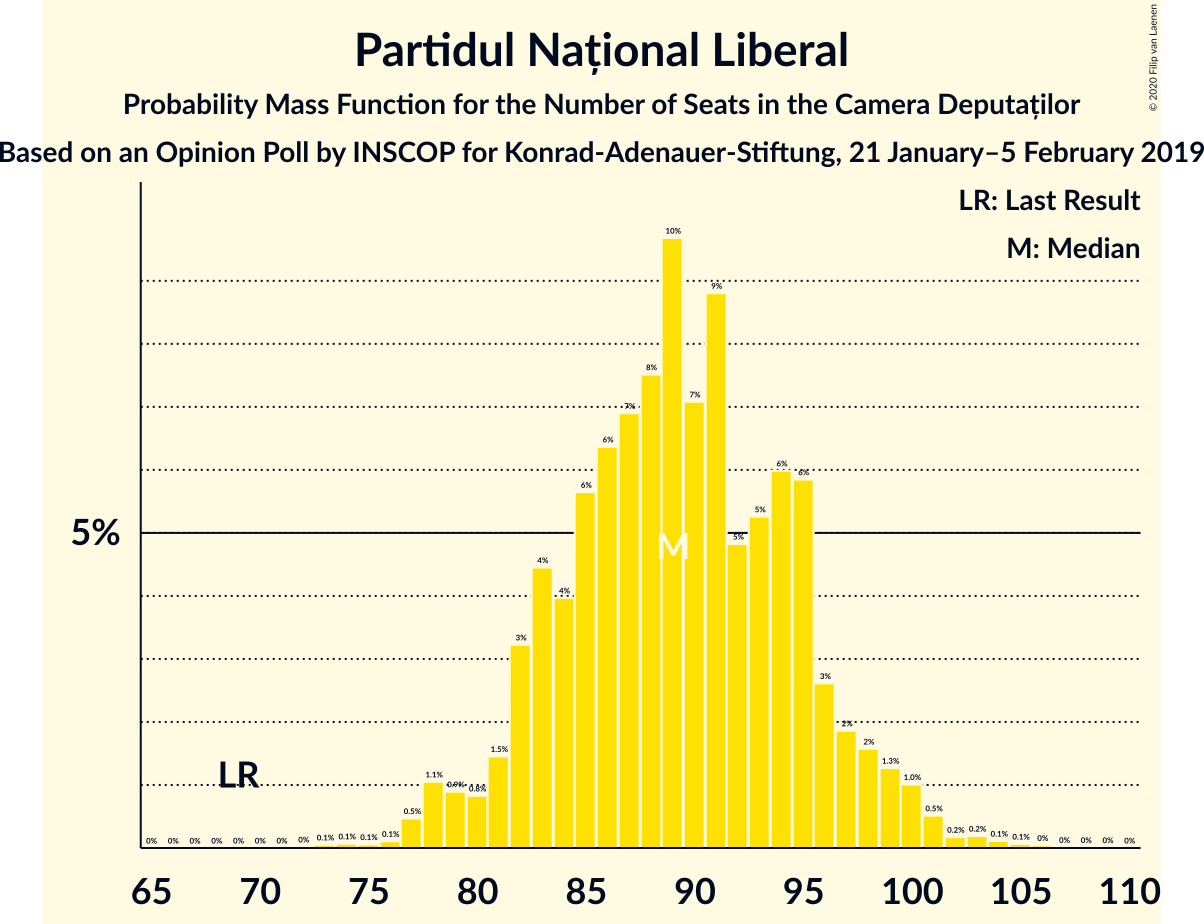 Partidul Național Liberal
Probability Mass Function for the Number of Seats in the Camera Deputaților
Based on an Opinion Poll by INSCOP for Konrad-Adenauer-Stiftung, 21 January–5 February 2019
© 2020 Filip van Laenen
LR: Last Result
M: Median
5%
LR
M
0% 0% 0% 0% 0% 0% 0% 0% 0.1% 0.1% 0.1% 0.1% 0.5% 1.1% 0.9% 0.8% 1.5% 3% 4% 4% 6% 6% 7% 8% 10% 7% 9% 5% 5% 6% 6% 3% 2% 2% 1.3% 1.0% 0.5% 0.2% 0.2% 0.1% 0.1% 0% 0% 0% 0% 0%
65 70 75 80 85 90 95 100 105 110